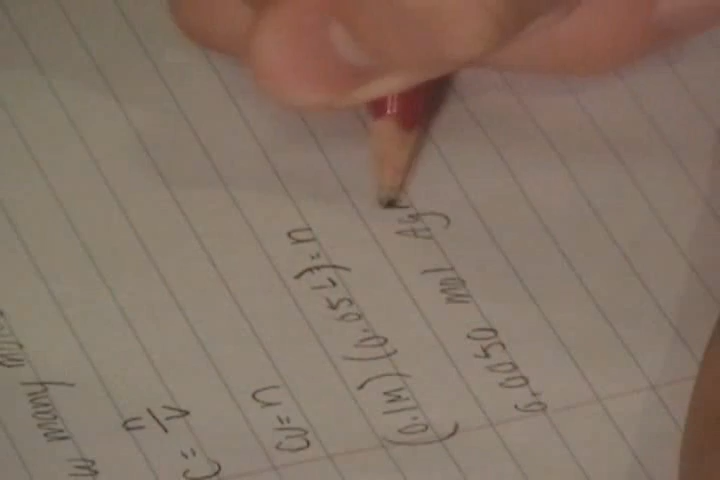 many
C = n/V
CV = n
(0.1M)(0.05L) = n
0.0050 mol Ag